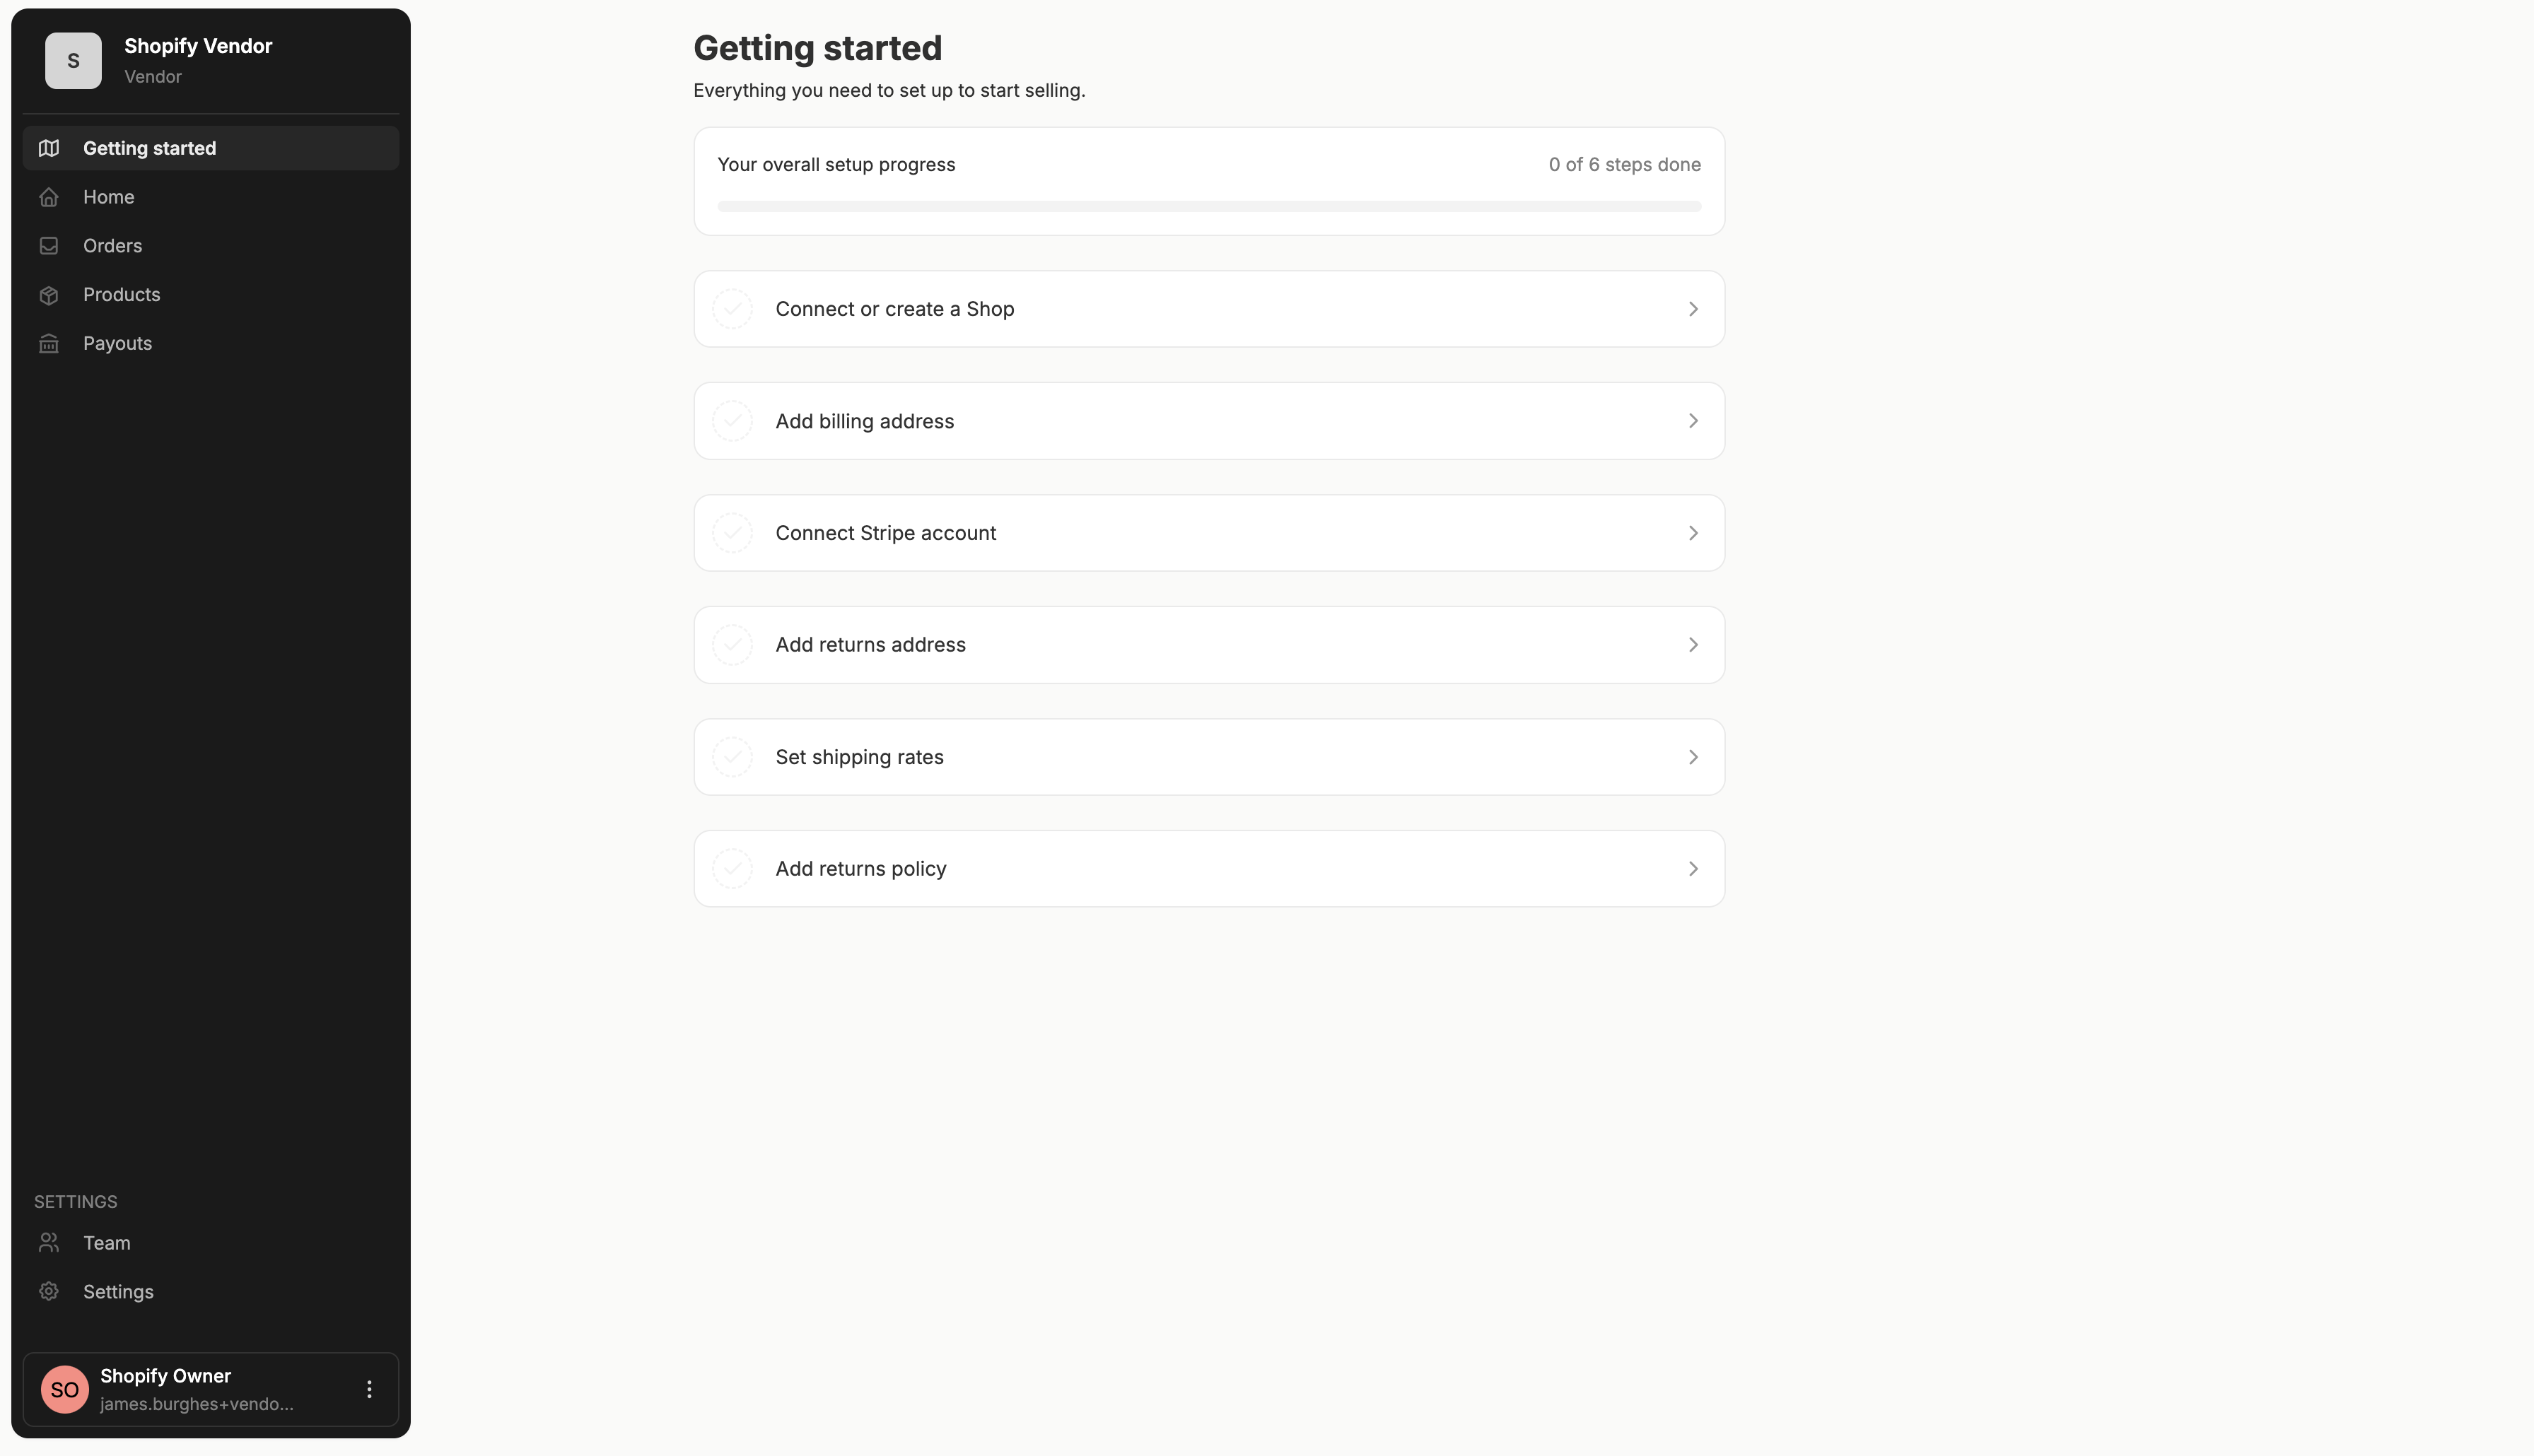 S
Shopify Vendor
Vendor
Getting started
Home
Orders
Products
Payouts
SETTINGS
Team
Settings
SO
Shopify Owner
james.burghes+vendo...
Getting started
Everything you need to set up to start selling.
Your overall setup progress
0 of 6 steps done
Connect or create a Shop
Add billing address
Connect Stripe account
Add returns address
Set shipping rates
Add returns policy